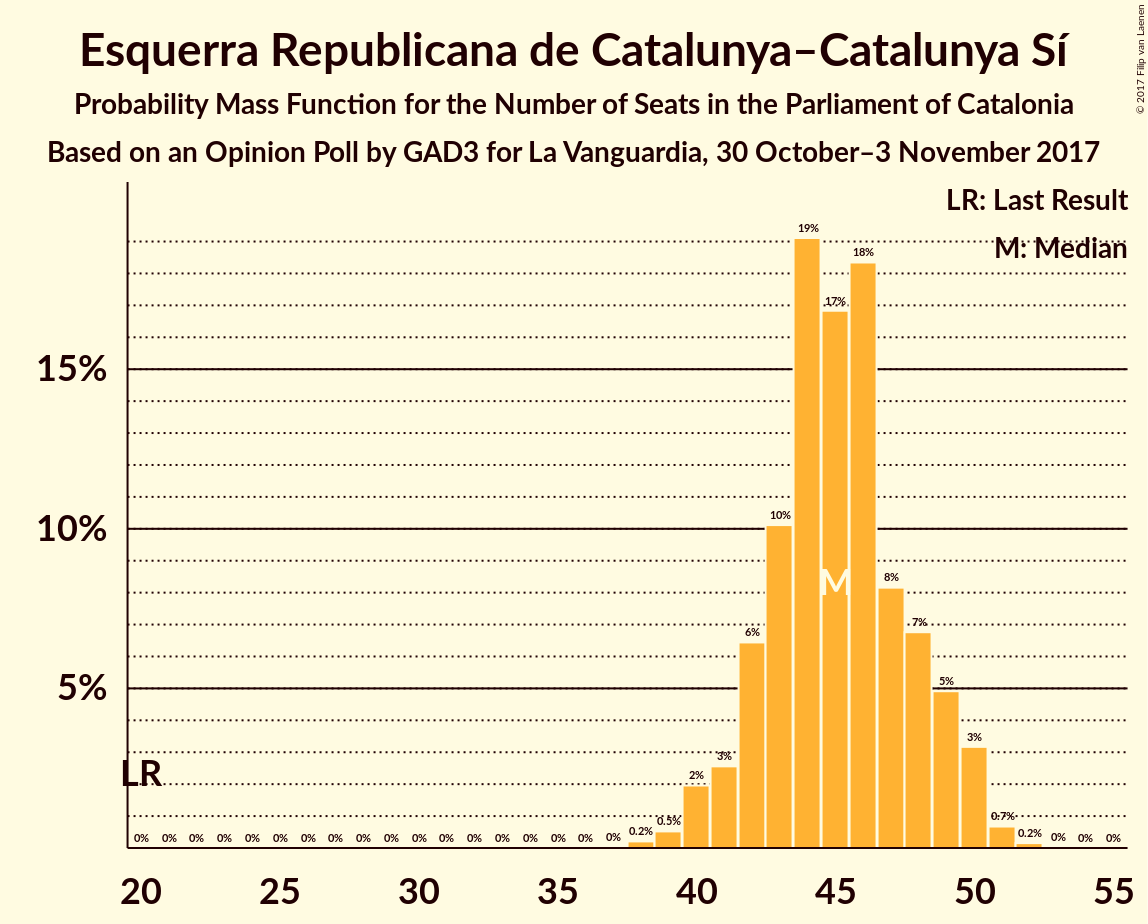 Esquerra Republicana de Catalunya–Catalunya Sí
Probability Mass Function for the Number of Seats in the Parliament of Catalonia
Based on an Opinion Poll by GAD3 for La Vanguardia, 30 October–3 November 2017
© 2017 Filip van Laenen
LR: Last Result
M: Median
15%
10%
5%
LR
M
0% 0% 0% 0% 0% 0% 0% 0% 0% 0% 0% 0% 0% 0% 0% 0% 0% 0% 0.2% 0.5% 2% 3% 6% 10% 19% 17% 18% 8% 7% 5% 3% 0.7% 0.2% 0% 0% 0%
20 25 30 35 40 45 50 55